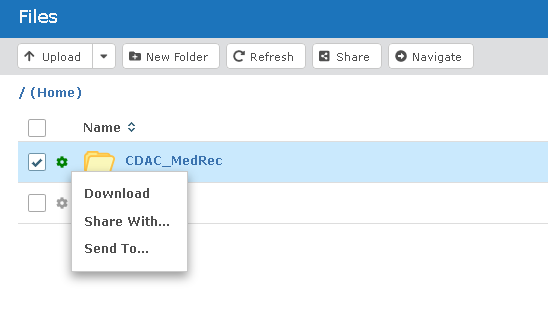 Files
Upload New Folder Refresh Share Navigate
/ (Home)
Name
CDAC_MedRec
Download
Share With...
Send To...